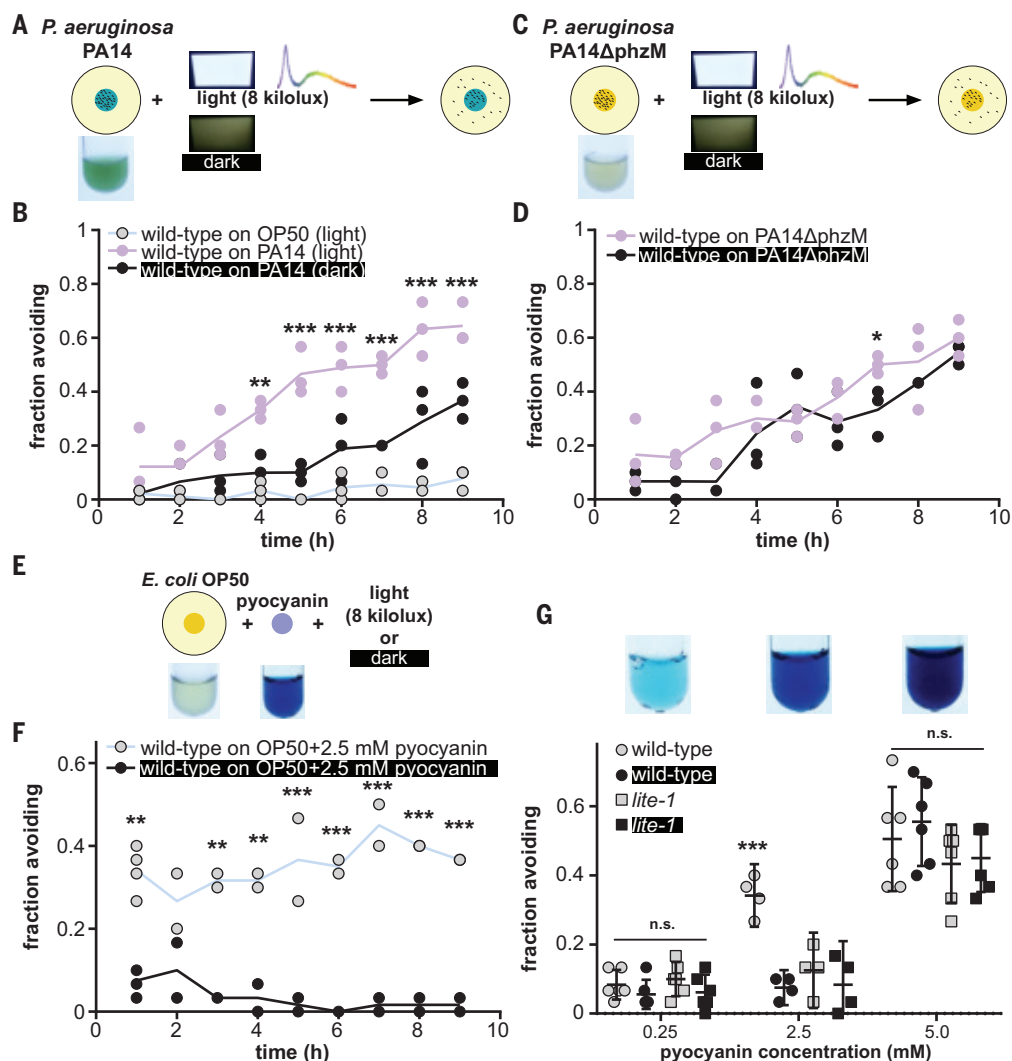 A
P. aeruginosa
PA14
+
light (8 kilolux)
dark
C
P. aeruginosa
PA14ΔphzM
+
light (8 kilolux)
dark
B
wild-type on OP50 (light)
wild-type on PA14 (light)
wild-type on PA14 (dark)
** *** *** *** *** ***
fraction avoiding
1
0.8
0.6
0.4
0.2
0
0 2 4 6 8 10
time (h)
D
wild-type on PA14ΔphzM
wild-type on PA14ΔphzM
*
fraction avoiding
1
0.8
0.6
0.4
0.2
0
0 2 4 6 8 10
time (h)
E
E. coli OP50
pyocyanin
+ +
light
(8 kilolux)
or
dark
F
wild-type on OP50+2.5 mM pyocyanin
wild-type on OP50+2.5 mM pyocyanin
** ** ** *** *** *** *** ***
fraction avoiding
0.6
0.4
0.2
0
0 2 4 6 8 10
time (h)
G
wild-type
wild-type
lite-1
lite-1
n.s.
***
n.s.
fraction avoiding
0.6
0.4
0.2
0
0.25 2.5 5.0
pyocyanin concentration (mM)